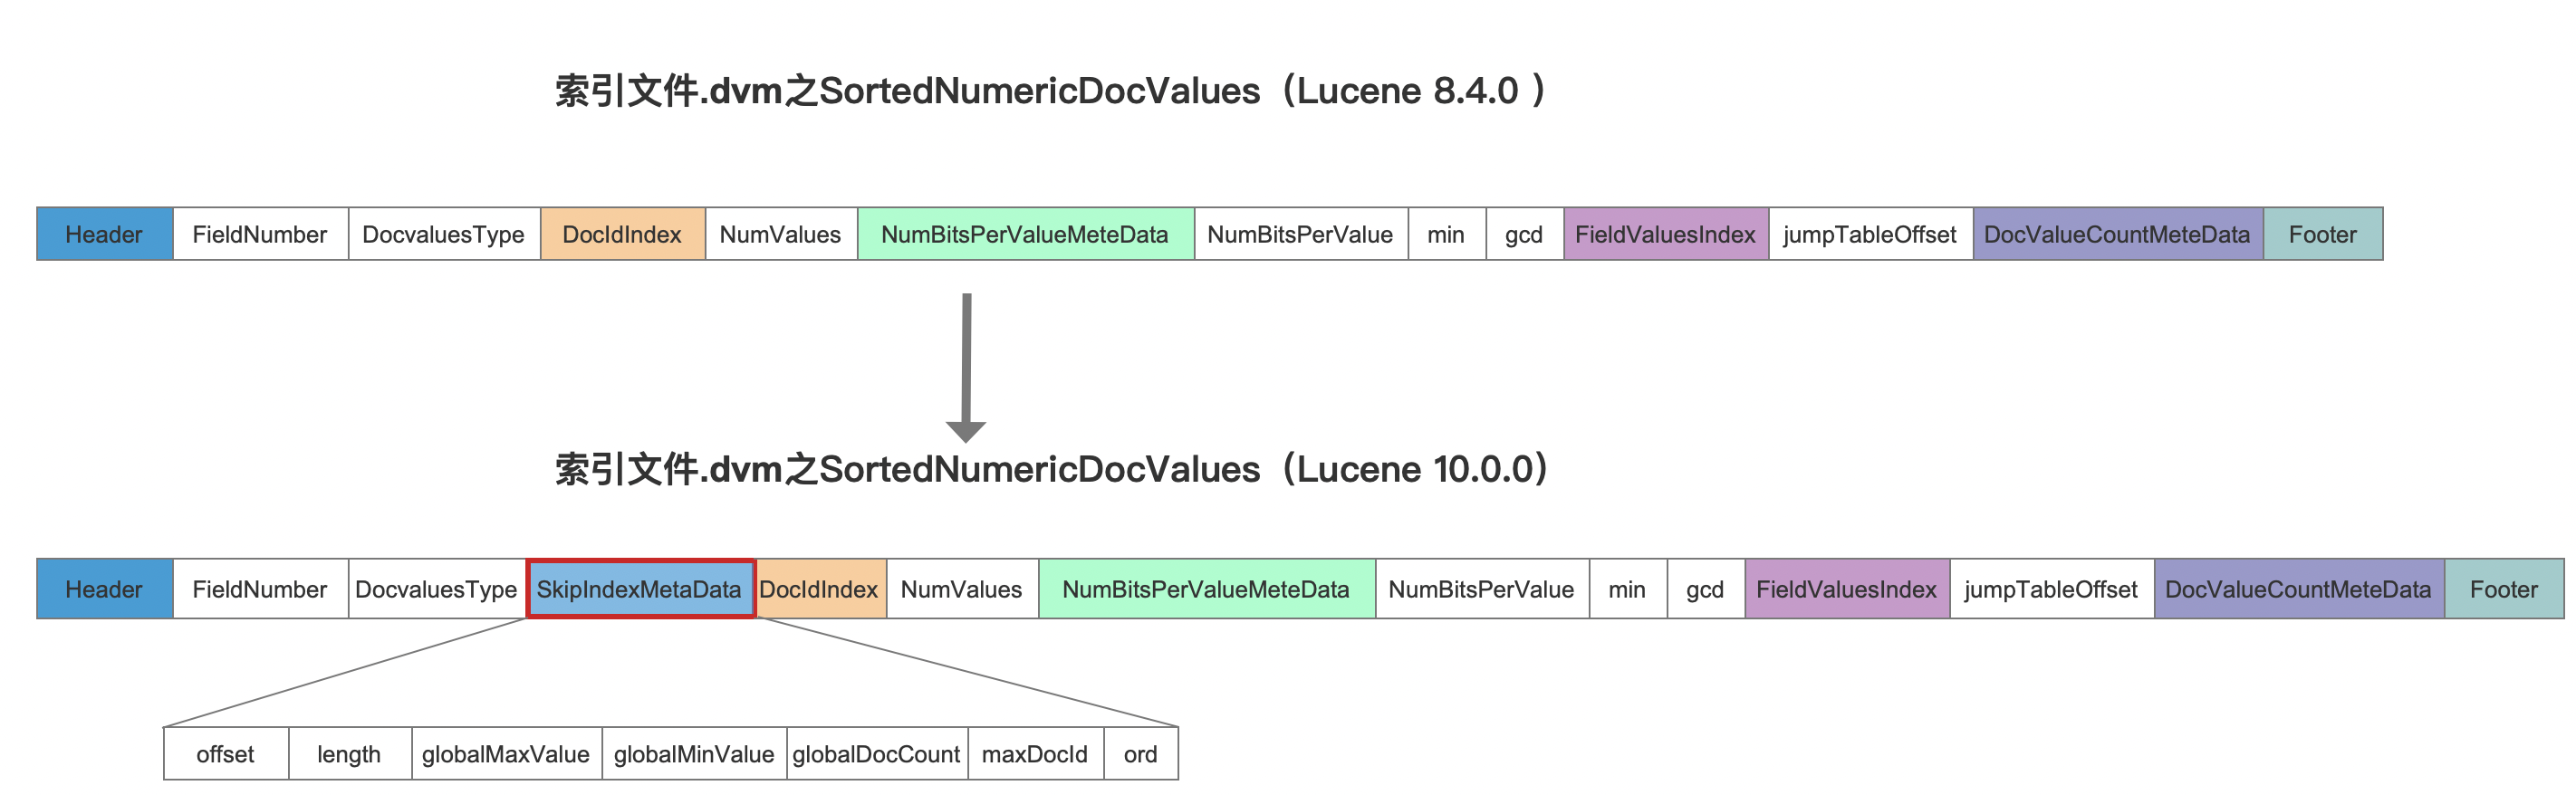 索引文件.dvm之SortedNumericDocValues（Lucene 8.4.0 ）
Header FieldNumber DocvaluesType DocIdIndex NumValues NumBitsPerValueMeteData NumBitsPerValue min gcd FieldValuesIndex jumpTableOffset DocValueCountMeteData Footer
索引文件.dvm之SortedNumericDocValues（Lucene 10.0.0）
Header FieldNumber DocvaluesType SkipIndexMetaData DocIdIndex NumValues NumBitsPerValueMeteData NumBitsPerValue min gcd FieldValuesIndex jumpTableOffset DocValueCountMeteData Footer
offset length globalMaxValue globalMinValue globalDocCount maxDocId ord